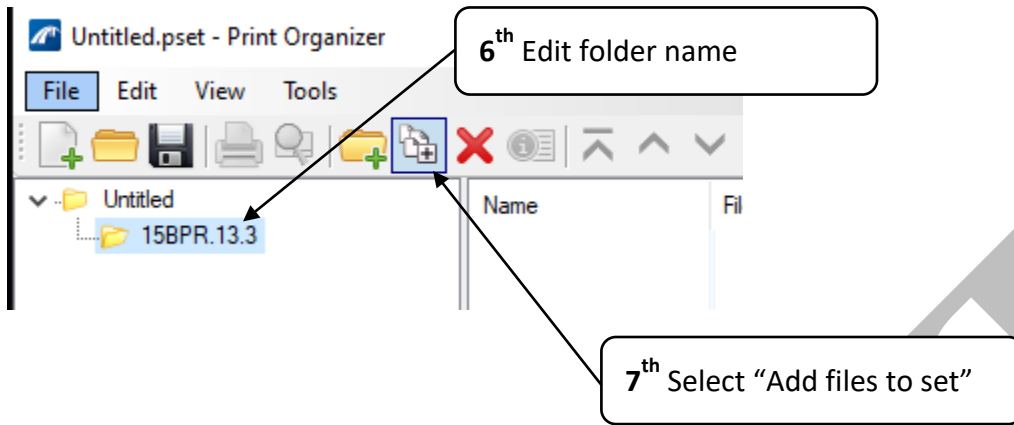 Untitled.pset - Print Organizer
6th Edit folder name
File Edit View Tools
Untitled
Name
15BPR.13.3
7th Select “Add files to set”